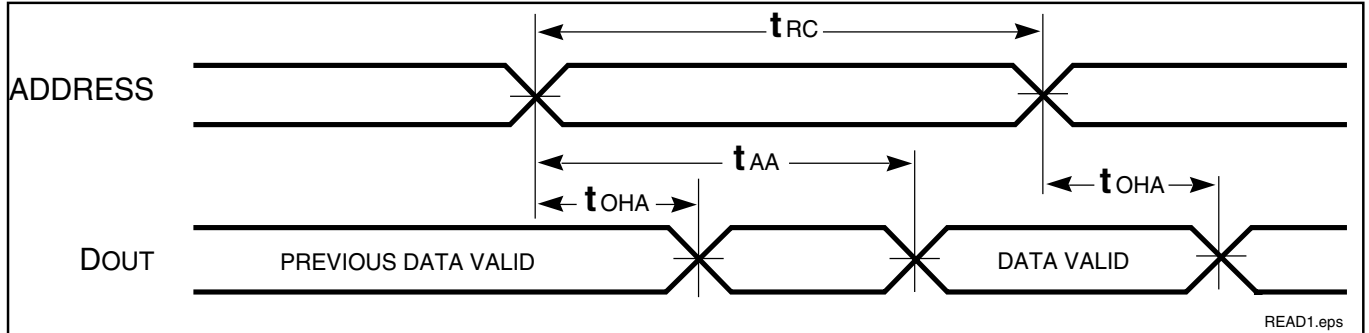 tRC
ADDRESS
tAA
tOHA
tOHA
DOUT
PREVIOUS DATA VALID
DATA VALID
READ1.eps